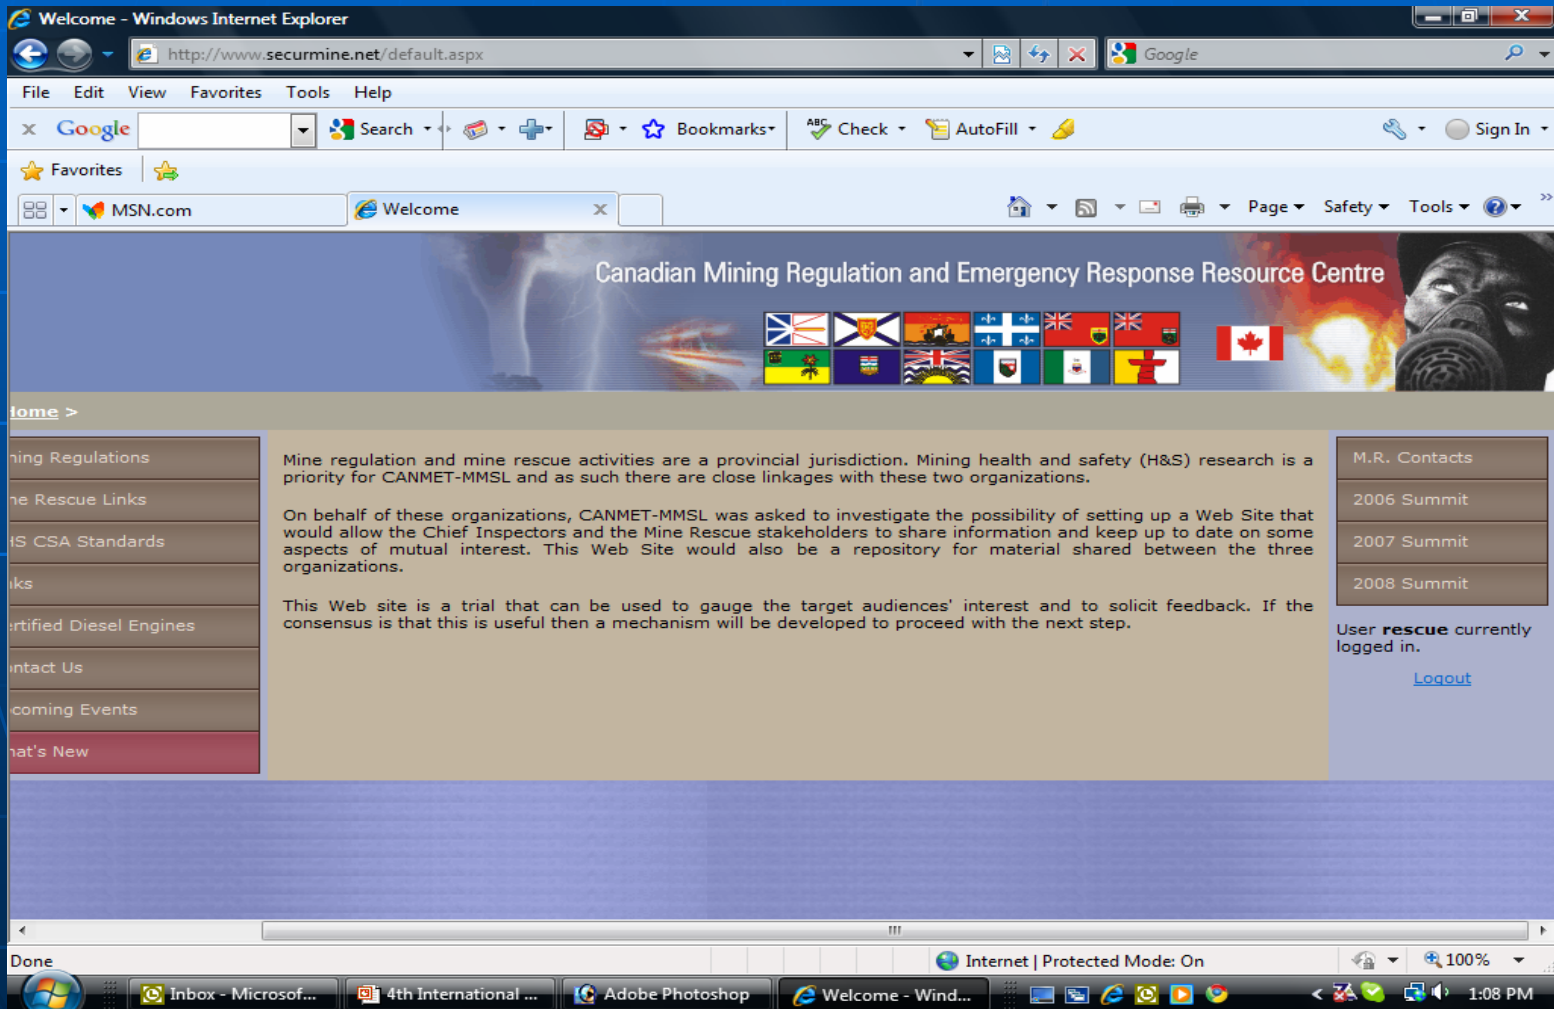 Welcome - Windows Internet Explorer
http://www.securmine.net/default.aspx
Google
File Edit View Favorites Tools Help
x Google Search Bookmarks Check AutoFill Sign In
Favorites
MSN.com Welcome x Page Safety Tools
Canadian Mining Regulation and Emergency Response Resource Centre
Home >
ning Regulations
ne Rescue Links
HS CSA Standards
nks
ertified Diesel Engines
ontact Us
pcoming Events
hat's New
Mine regulation and mine rescue activities are a provincial jurisdiction. Mining health and safety (H&S) research is a
priority for CANMET-MMSL and as such there are close linkages with these two organizations.
On behalf of these organizations, CANMET-MMSL was asked to investigate the possibility of setting up a Web Site that
would allow the Chief Inspectors and the Mine Rescue stakeholders to share information and keep up to date on some
aspects of mutual interest. This Web Site would also be a repository for material shared between the three
organizations.
This Web site is a trial that can be used to gauge the target audiences' interest and to solicit feedback. If the
consensus is that this is useful then a mechanism will be developed to proceed with the next step.
M.R. Contacts
2006 Summit
2007 Summit
2008 Summit
User rescue currently
logged in.
Logout
Done Internet | Protected Mode: On 100%
Inbox - Microsof... 4th International ... Adobe Photoshop Welcome - Wind... 1:08 PM